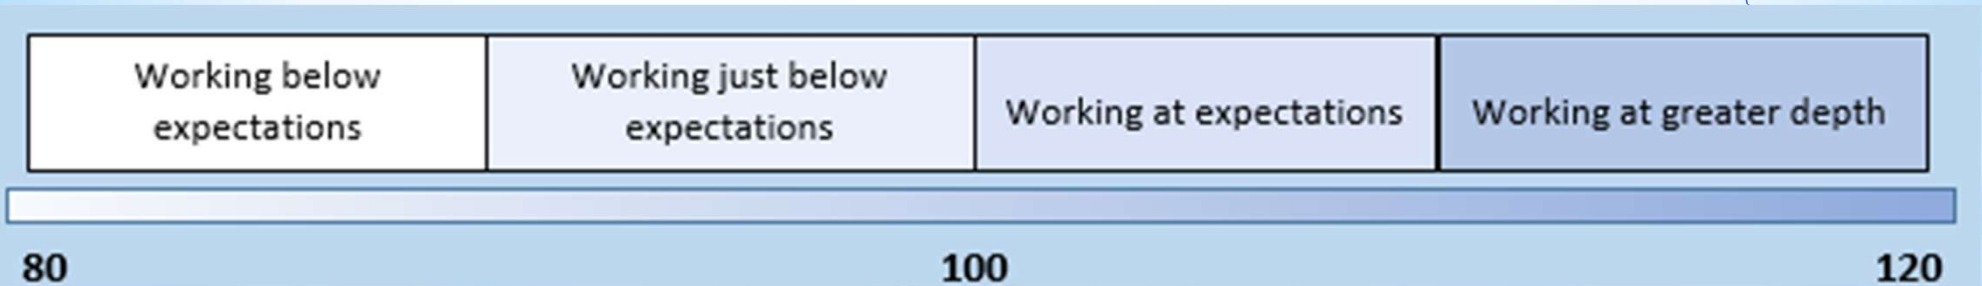 Working below
expectations
Working just below
expectations
Working at expectations
Working at greater depth
80
100
120